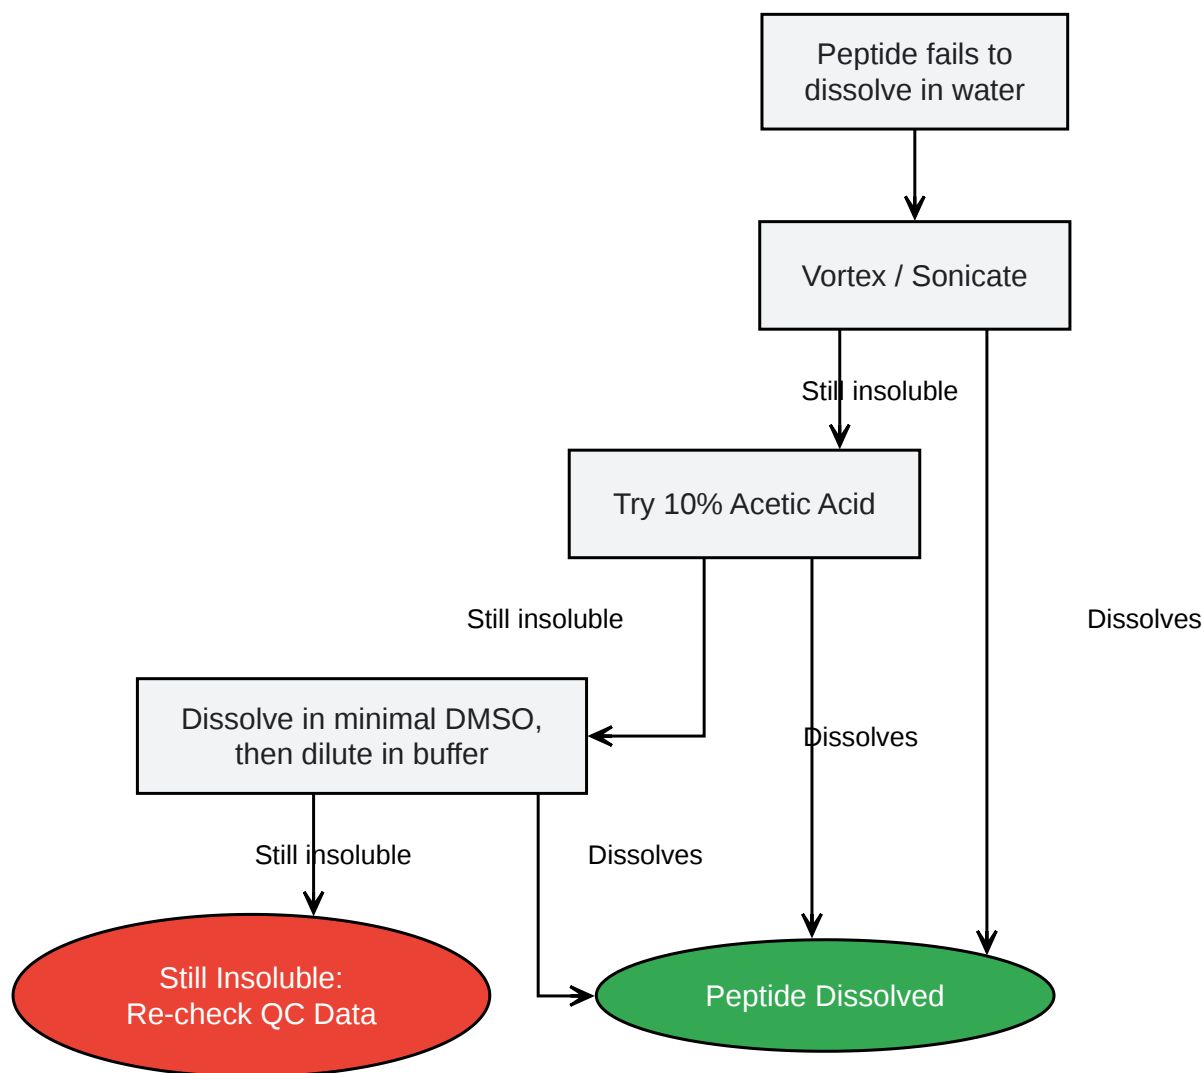 Peptide fails to
dissolve in water
Vortex / Sonicate
Still insoluble
Try 10% Acetic Acid
Still insoluble
Dissolves
Dissolve in minimal DMSO,
then dilute in buffer
Dissolves
Still insoluble
Dissolves
Still Insoluble:
Re-check QC Data
Peptide Dissolved